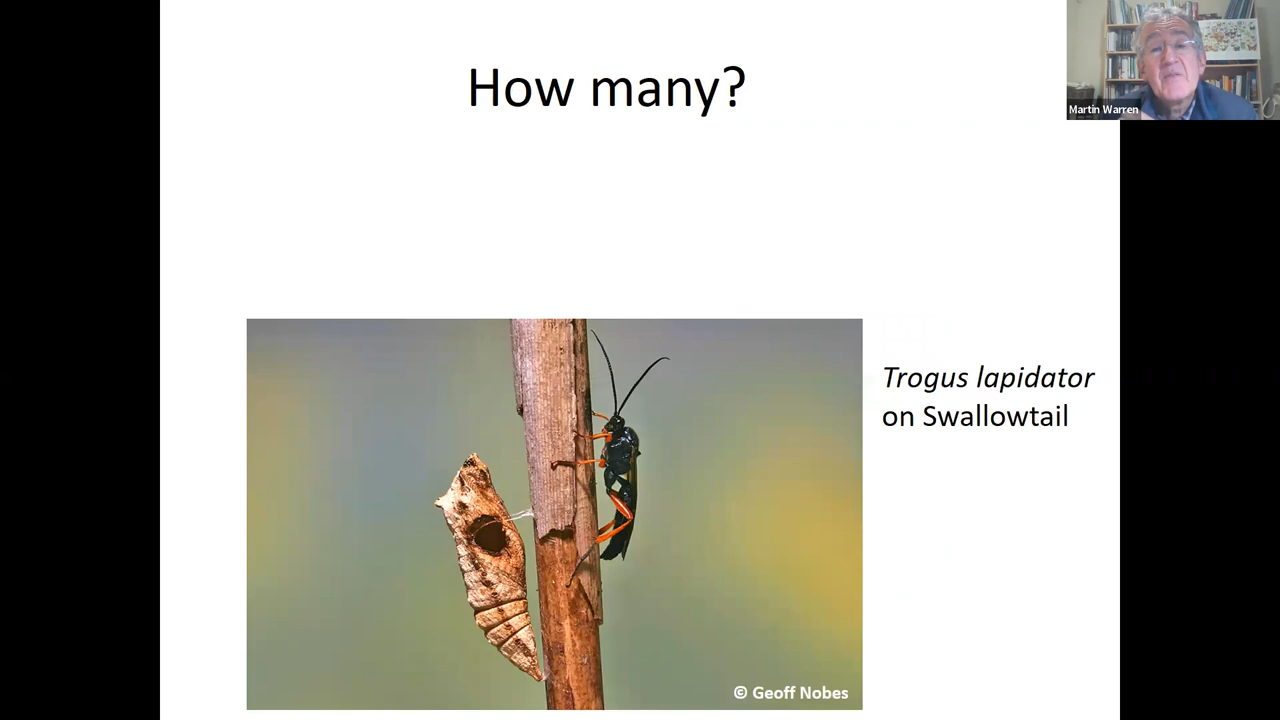 How many?
Martin Warren
Trogus lapidator
on Swallowtail
© Geoff Nobes